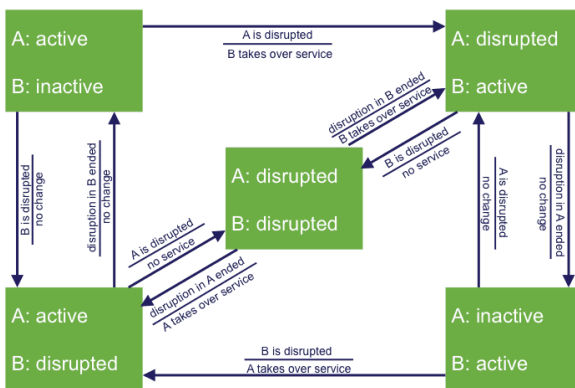 A: active
B: inactive
A is disrupted
B takes over service
A: disrupted
B: active
disruption in B ended
B takes over service
B is disrupted
no service
A: disrupted
B: disrupted
B is disrupted
no change
disruption in B ended
no change
A is disrupted
no service
disruption in A ended
A takes over service
A is disrupted
no change
disruption in A ended
no change
A: active
B: disrupted
B is disrupted
A takes over service
A: inactive
B: active